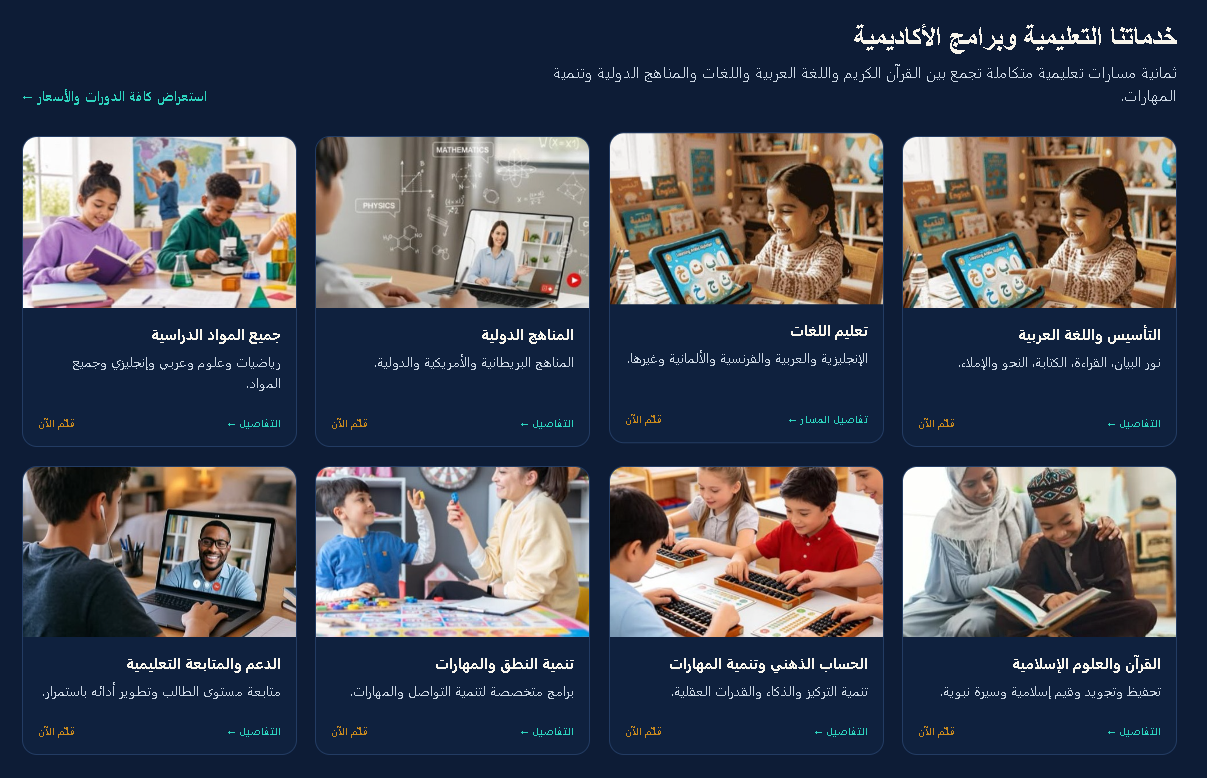 خدماتنا التعليمية وبرامج الأكاديمية
ثمانية مسارات تعليمية متكاملة تجمع بين القرآن الكريم واللغة العربية واللغات والمناهج الدولية وتنمية
المهارات.
استعراض كافة الدورات والأسعار ←
التأسيس واللغة العربية
نور البيان، القراءة، الكتابة، النحو والإملاء.
التفاصيل ←
قدّم الآن
تعليم اللغات
الإنجليزية والعربية والفرنسية والألمانية وغيرها.
تفاصيل المسار ←
قدّم الآن
MATHEMATICS
PHYSICS
المناهج الدولية
المناهج البريطانية والأمريكية والدولية.
التفاصيل ←
قدّم الآن
جميع المواد الدراسية
رياضيات وعلوم وعربي وإنجليزي وجميع
المواد.
التفاصيل ←
قدّم الآن
القرآن والعلوم الإسلامية
تحفيظ وتجويد وقيم إسلامية وسيرة نبوية.
التفاصيل ←
قدّم الآن
الحساب الذهني وتنمية المهارات
تنمية التركيز والذكاء والقدرات العقلية.
التفاصيل ←
قدّم الآن
تنمية النطق والمهارات
برامج متخصصة لتنمية التواصل والمهارات.
التفاصيل ←
قدّم الآن
الدعم والمتابعة التعليمية
متابعة مستوى الطالب وتطوير أدائه باستمرار.
التفاصيل ←
قدّم الآن